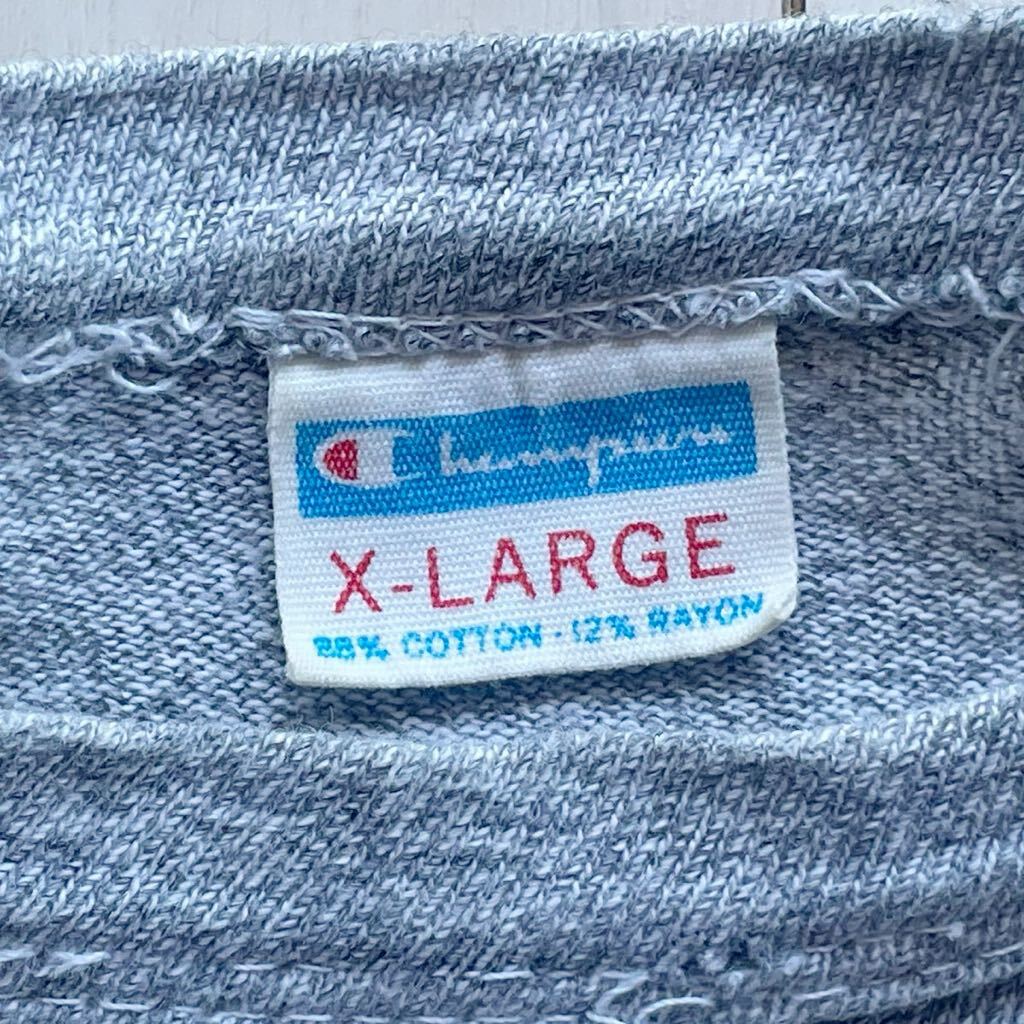 Champion
X-LARGE
88% COTTON - 12% RAYON